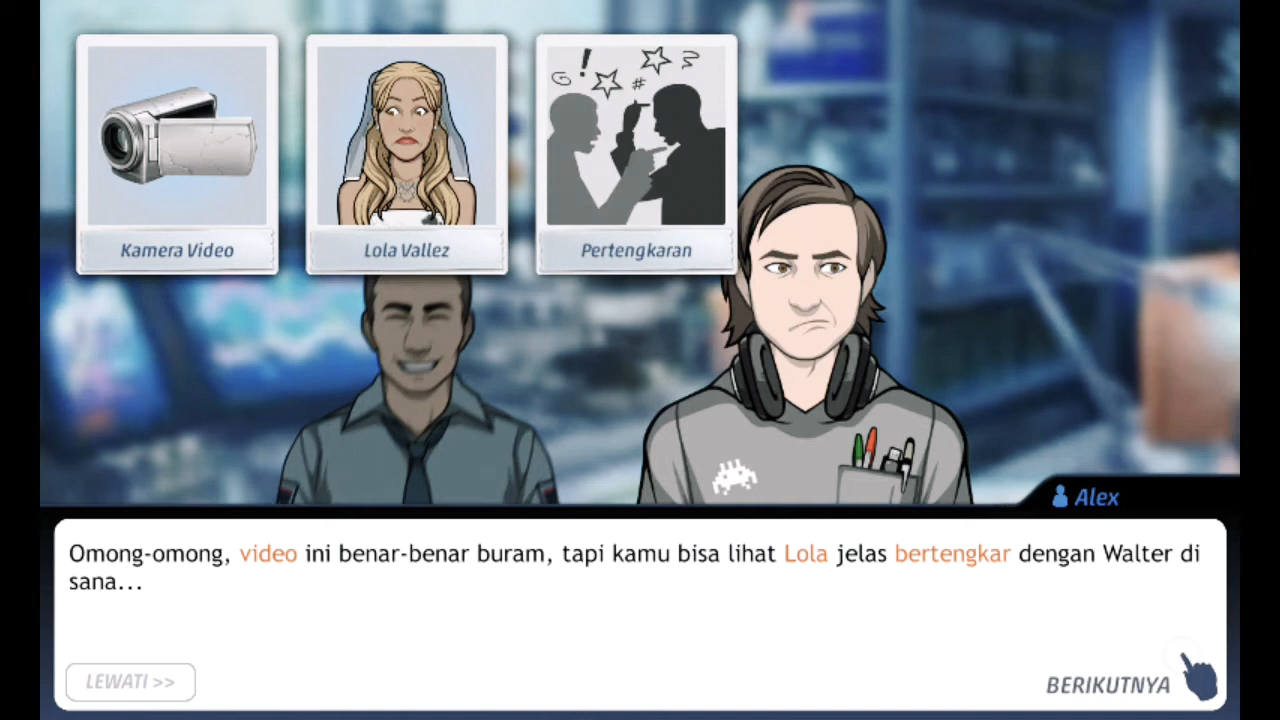 Kamera Video
Lola Vallez
Pertengkaran
Alex
Omong-omong, video ini benar-benar buram, tapi kamu bisa lihat Lola jelas bertengkar dengan Walter di
sana...
LEWATI >>
BERIKUTNYA